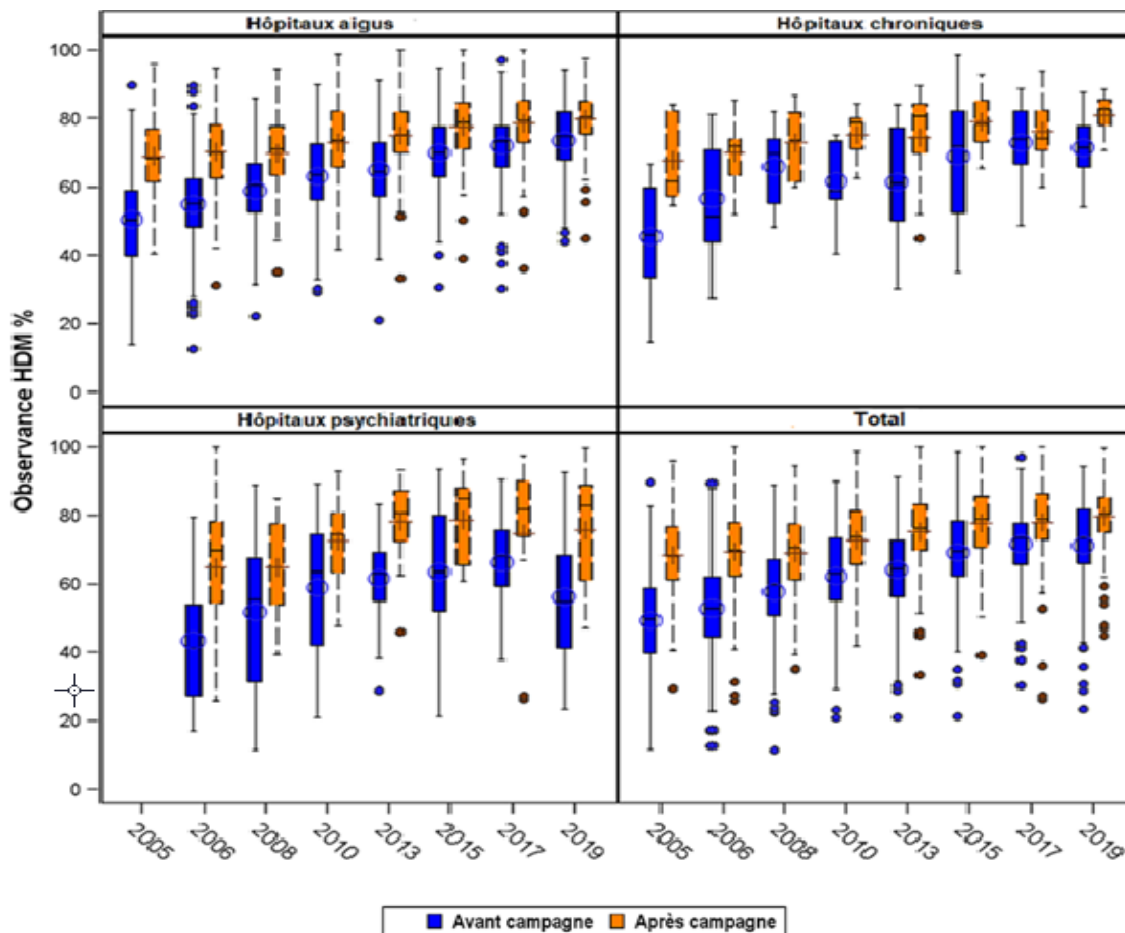 Hôpitaux aigus
Hôpitaux chroniques
100
80
60
40
20
0
Hôpitaux psychiatriques
Total
100
80
60
40
20
0
Observance HDM %
2005 2006 2008 2010 2013 2015 2017 2019
2005 2006 2008 2010 2013 2015 2017 2019
Avant campagne Après campagne